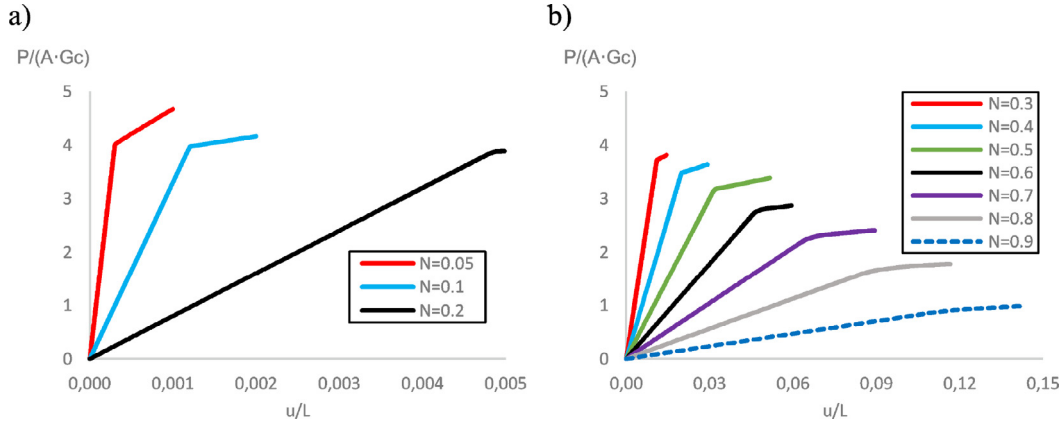 a)
P/(A·Gc)
5
4
3
2
1
0
0,000 0,001 0,002 0,003 0,004 0,005
u/L
N=0.05
N=0.1
N=0.2
b)
P/(A·Gc)
5
4
3
2
1
0
0,00 0,03 0,06 0,09 0,12 0,15
u/L
N=0.3
N=0.4
N=0.5
N=0.6
N=0.7
N=0.8
N=0.9